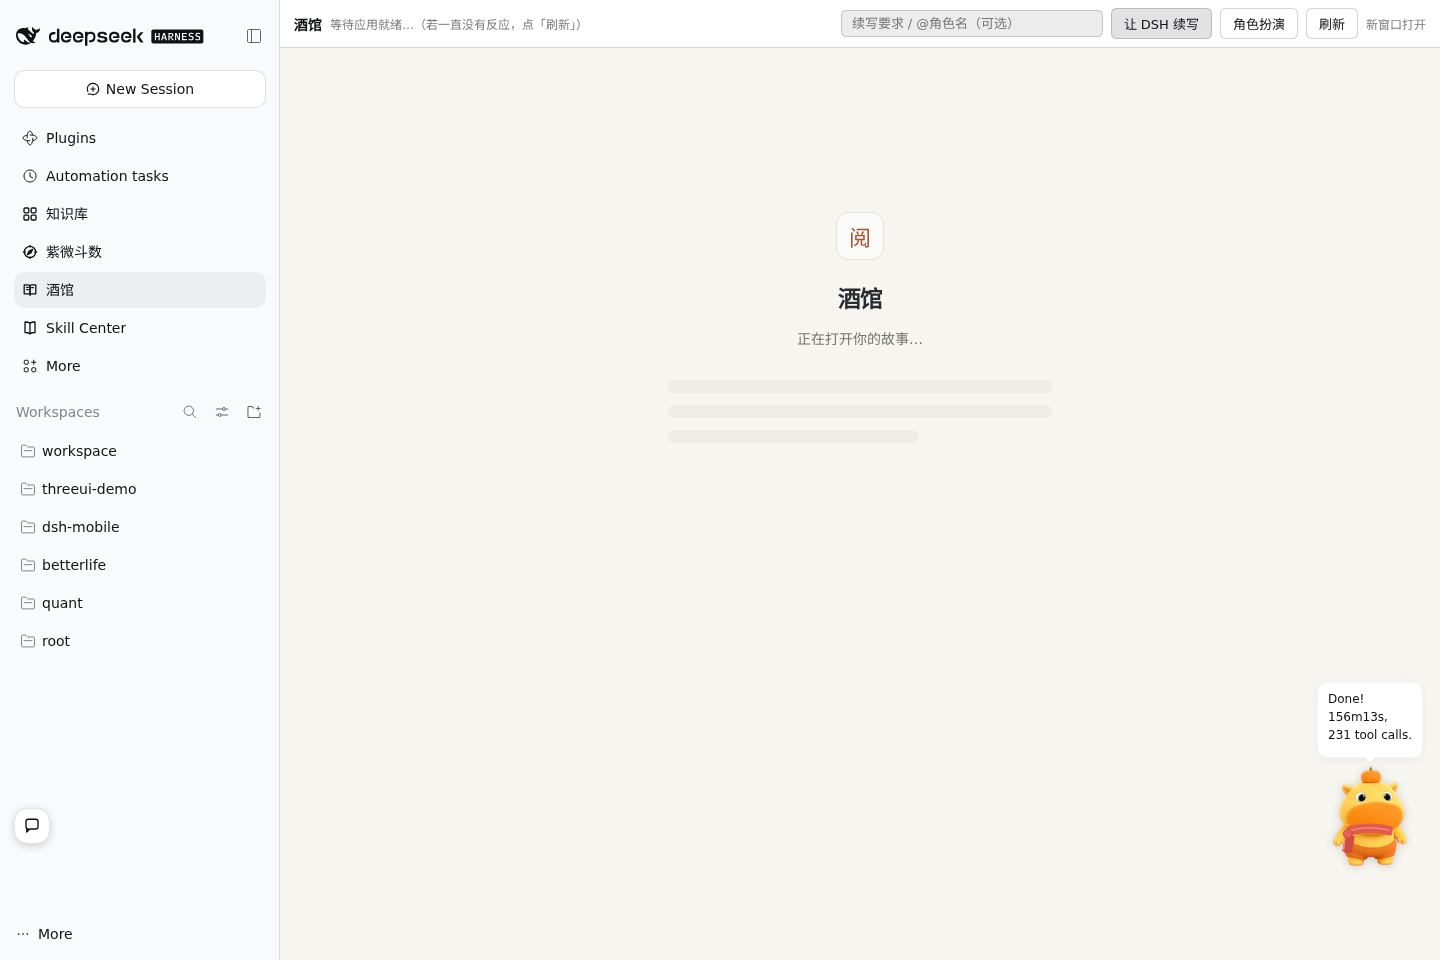 deepseek HARNESS
New Session
Plugins
Automation tasks
知识库
紫微斗数
酒馆
Skill Center
More
Workspaces
workspace
threeui-demo
dsh-mobile
betterlife
quant
root
More
酒馆 等待应用就绪…（若一直没有反应，点「刷新」）
续写要求 / @角色名（可选）
让 DSH 续写
角色扮演
刷新
新窗口打开
阅
酒馆
正在打开你的故事…
Done!
156m13s,
231 tool calls.